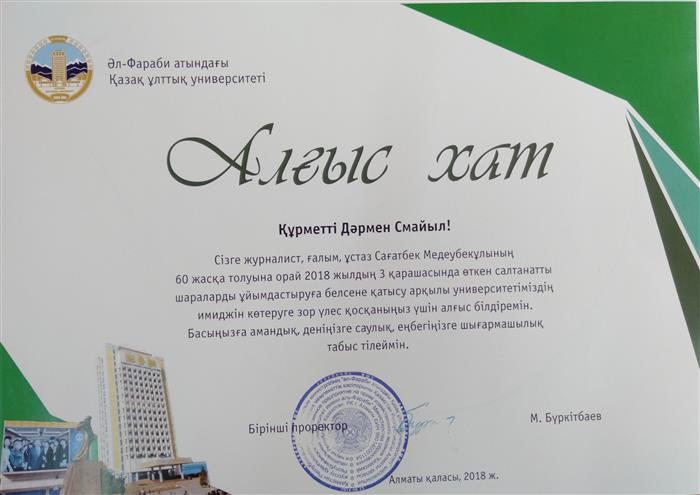 Әл-Фараби атындағы
Қазақ ұлттық университеті
Алғыс хат
Құрметті Дәрмен Смайыл!
Сізге журналист, ғалым, ұстаз Сағатбек Медеубекұлының
60 жасқа толуына орай 2018 жылдың 3 қарашасында өткен салтанатты
шараларды ұйымдастыруға белсене қатысу арқылы университетіміздің
имиджін көтеруге зор үлес қосқаныңыз үшін алғыс білдіремін.
Басыңызға амандық, деніңізге саулық, еңбегіңізге шығармашылық
табыс тілеймін.
Бірінші проректор
М. Бүркітбаев
Алматы қаласы, 2018 ж.